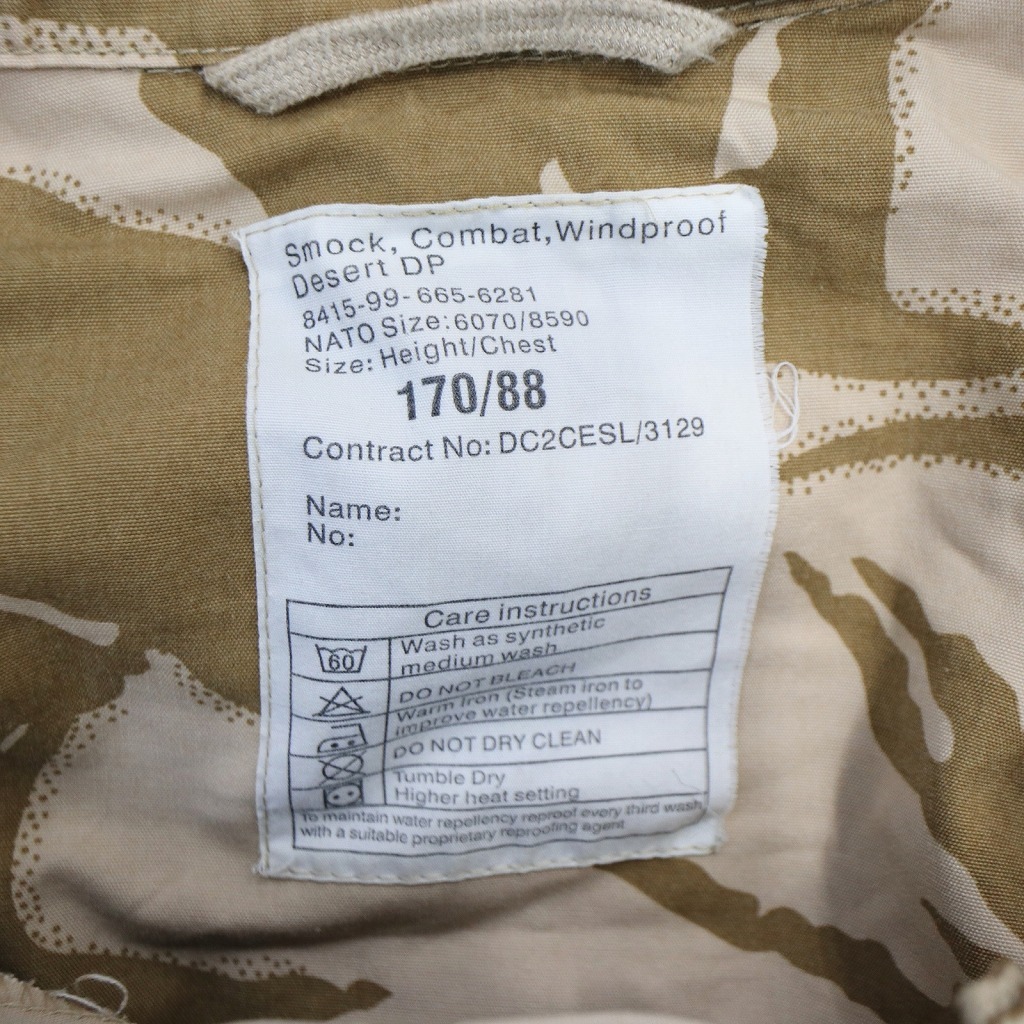 Smock, Combat, Windproof
Desert DP
8415-99-665-6281
NATO Size:6070/8590
Size: Height/Chest
170/88
Contract No: DC2CESL/3129
Name:
No:
Care instructions
60
Wash as synthetic
medium wash
DO NOT BLEACH
Warm Iron (Steam iron to
improve water repellency)
DO NOT DRY CLEAN
Tumble Dry
Higher heat setting
To maintain water repellency reproof every third wash
with a suitable proprietary reproofing agent